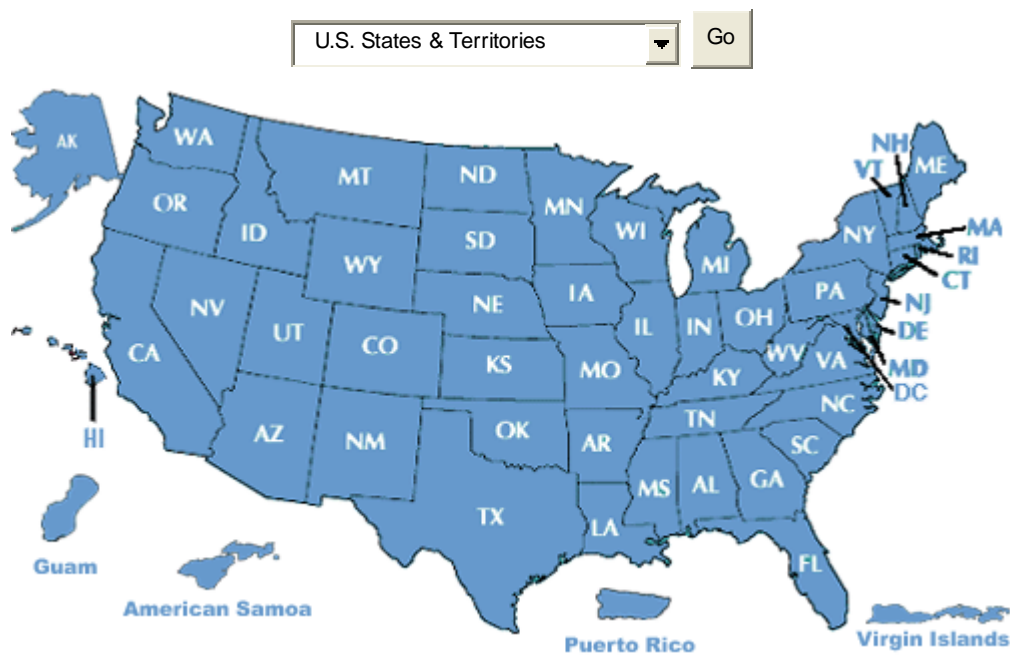 U.S. States & Territories
Go
AK
WA
MT
ND
MN
NH
VT
ME
OR
ID
SD
WI
MI
NY
MA
RI
CT
WY
NE
IA
PA
NJ
NV
UT
CO
IL
IN
OH
DE
CA
KS
MO
WV
VA
MD
DC
KY
HI
AZ
NM
OK
AR
TN
NC
SC
MS
AL
GA
TX
LA
FL
Guam
American Samoa
Puerto Rico
Virgin Islands